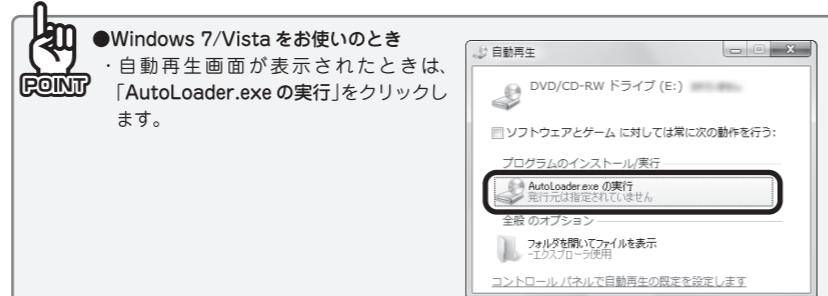 POINT
●Windows 7/Vista をお使いのとき
・自動再生画面が表示されたときは、
「AutoLoader.exe の実行」をクリックし
ます。
自動再生
DVD/CD-RW ドライブ (E:)
ソフトウェアとゲーム に対しては常に次の動作を行う:
プログラムのインストール/実行
AutoLoader.exe の実行
発行元は指定されていません
全般 のオプション
フォルダを開いてファイルを表示
-エクスプローラ使用
コントロール パネルで自動再生の既定を設定します